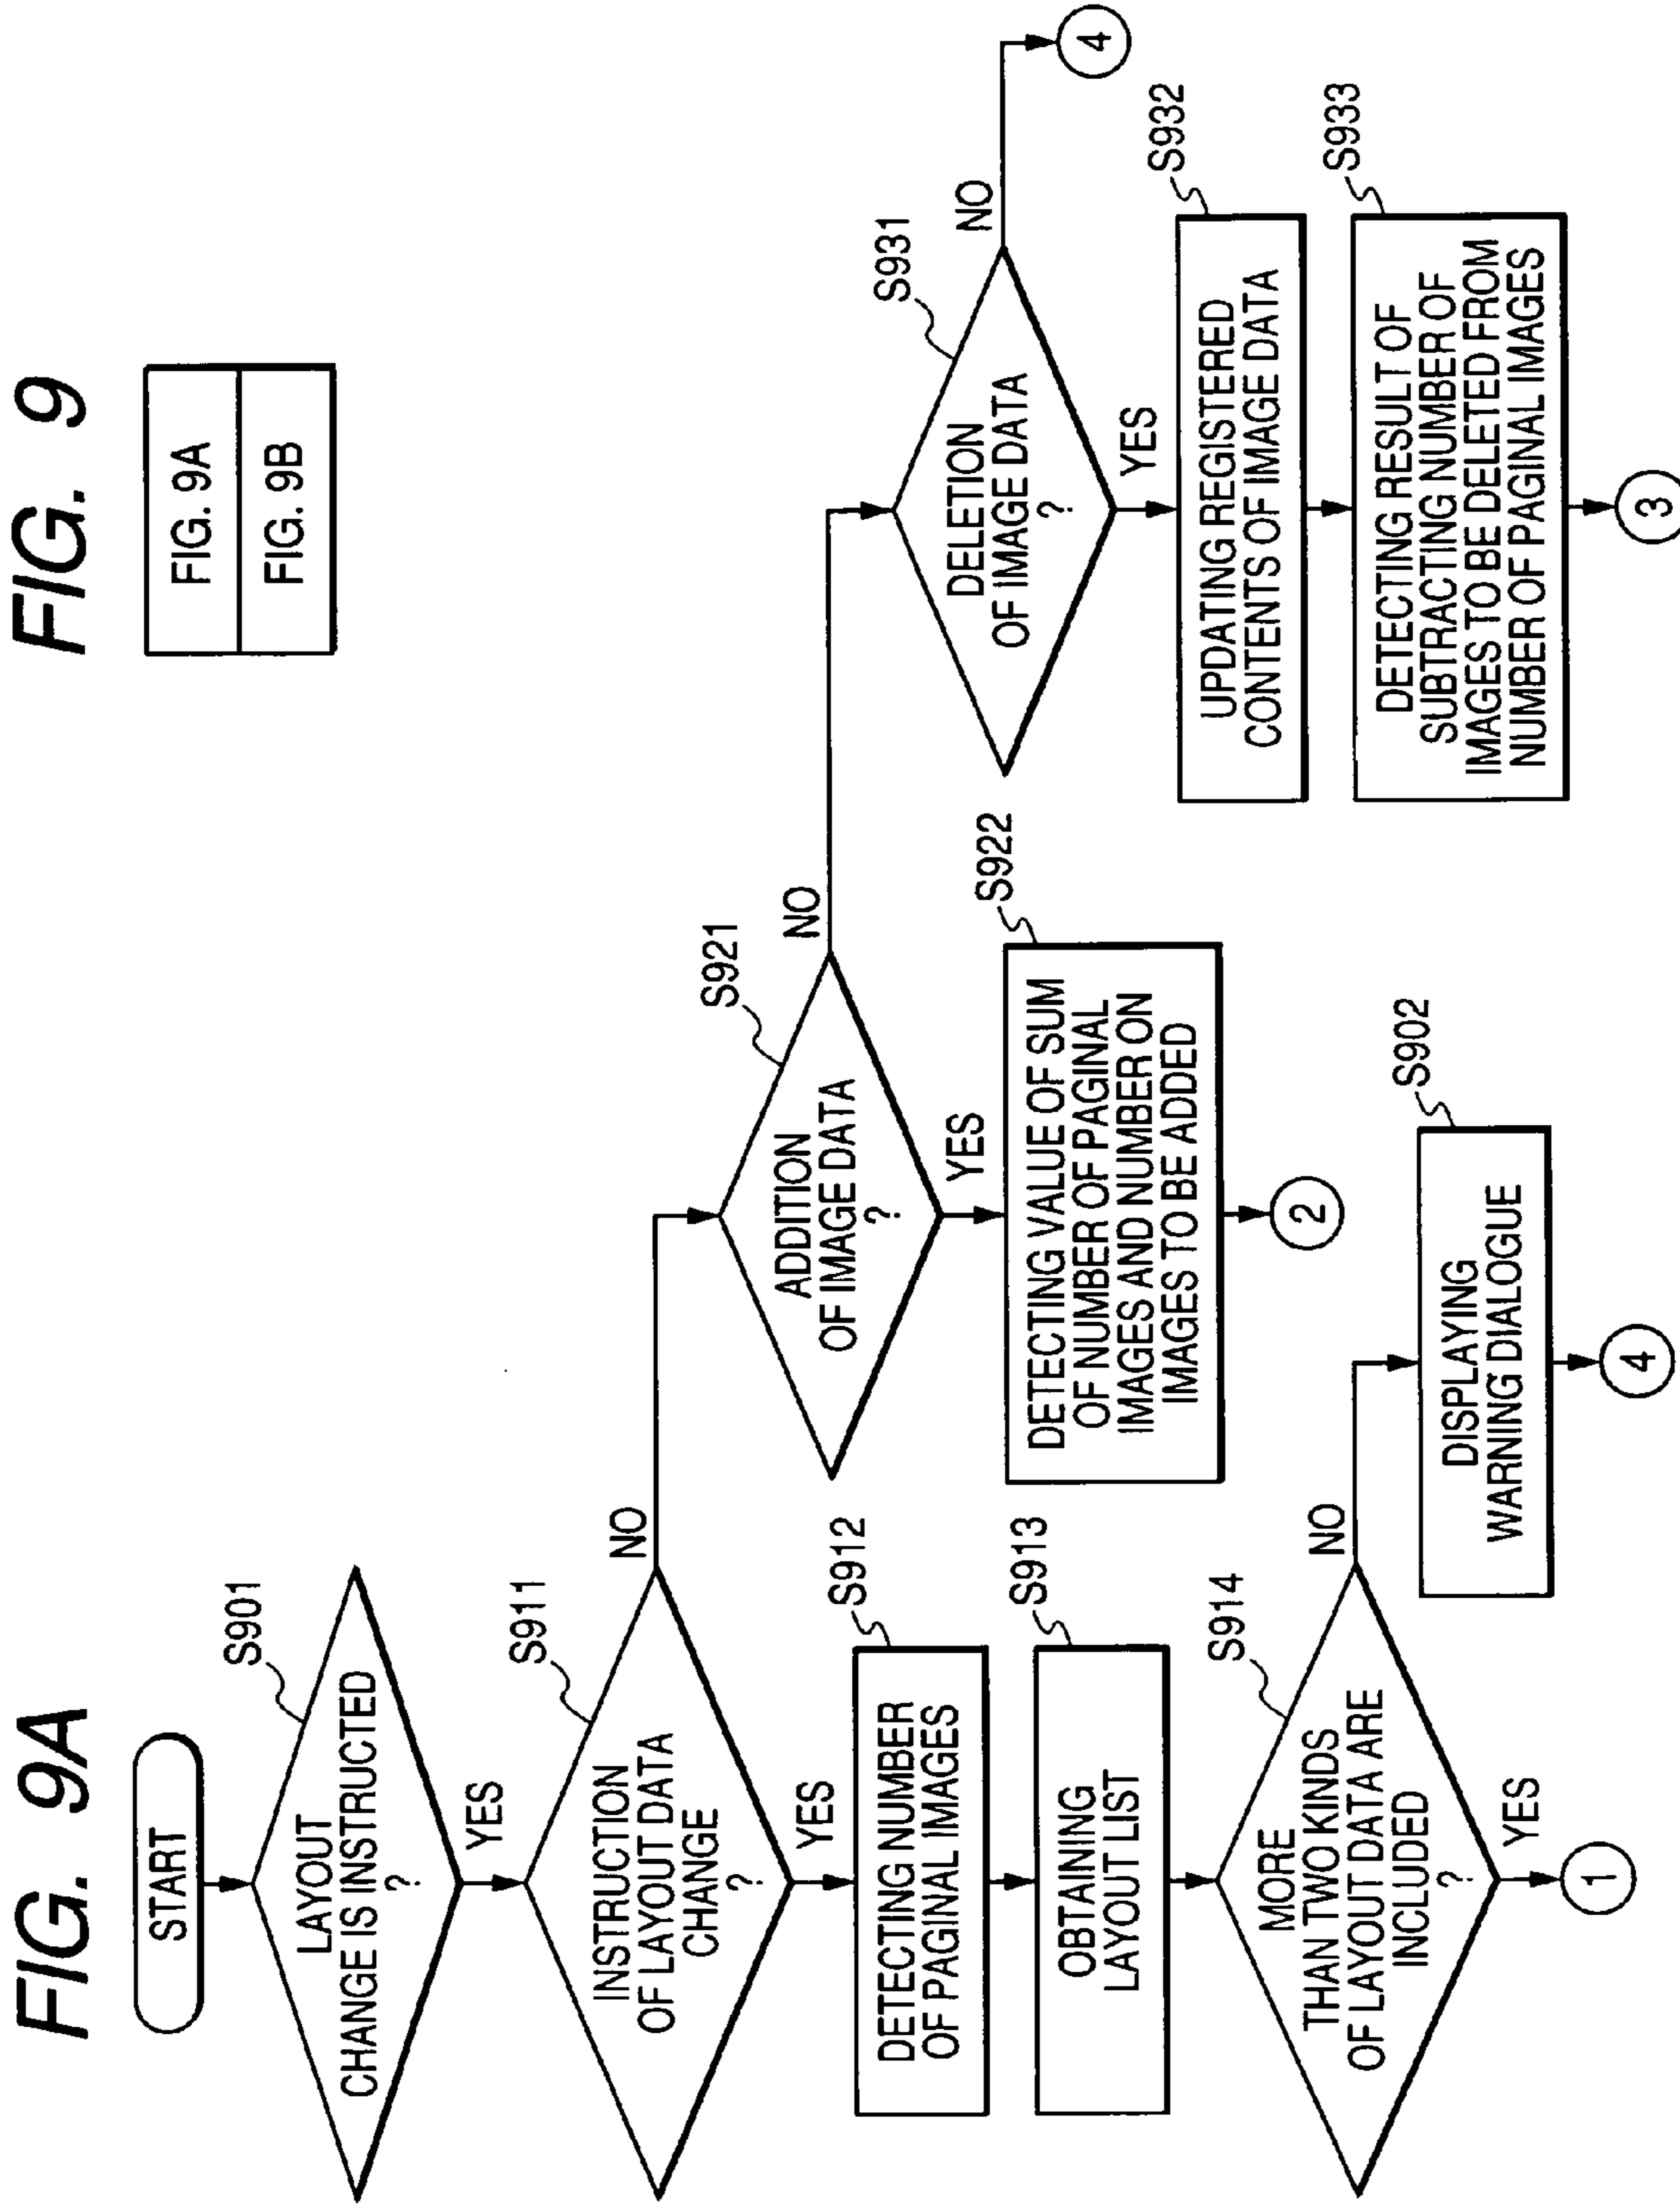 FIG. 9A
FIG. 9
FIG. 9A
FIG. 9B
START
LAYOUT
CHANGE IS INSTRUCTED
?
S901
YES
INSTRUCTION
OF LAYOUT DATA
CHANGE
?
S911
NO
YES
DETECTING NUMBER
OF PAGINAL IMAGES
S912
OBTAINING
LAYOUT LIST
S913
MORE
THAN TWO KINDS
OF LAYOUT DATA ARE
INCLUDED
?
S914
NO
YES
1
DISPLAYING
WARNING DIALOGUE
S902
4
ADDITION
OF IMAGE DATA
?
S921
NO
YES
DETECTING VALUE OF SUM
OF NUMBER OF PAGINAL
IMAGES AND NUMBER ON
IMAGES TO BE ADDED
S922
2
DELETION
OF IMAGE DATA
?
S931
NO
4
YES
UPDATING REGISTERED
CONTENTS OF IMAGE DATA
S932
DETECTING RESULT OF
SUBTRACTING NUMBER OF
IMAGES TO BE DELETED FROM
NUMBER OF PAGINAL IMAGES
S933
3